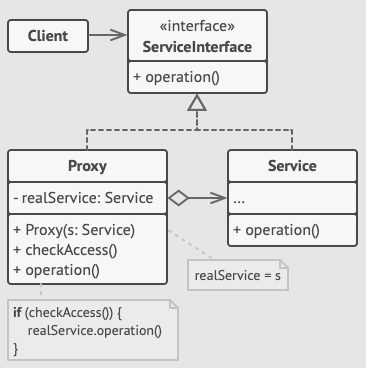 Client
«interface»
ServiceInterface
+ operation()
Proxy
- realService: Service
+ Proxy(s: Service)
+ checkAccess()
+ operation()
Service
...
+ operation()
realService = s
if (checkAccess()) {
realService.operation()
}